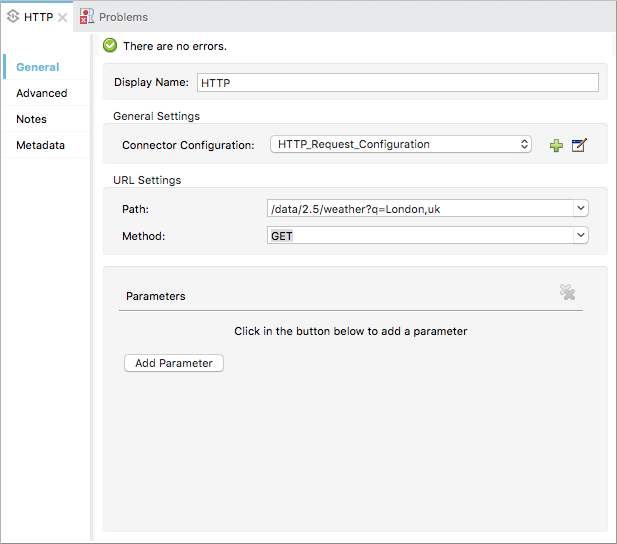 HTTP
Problems
General
Advanced
Notes
Metadata
There are no errors.
Display Name: HTTP
General Settings
Connector Configuration: HTTP_Request_Configuration
URL Settings
Path: /data/2.5/weather?q=London,uk
Method: GET
Parameters
Click in the button below to add a parameter
Add Parameter